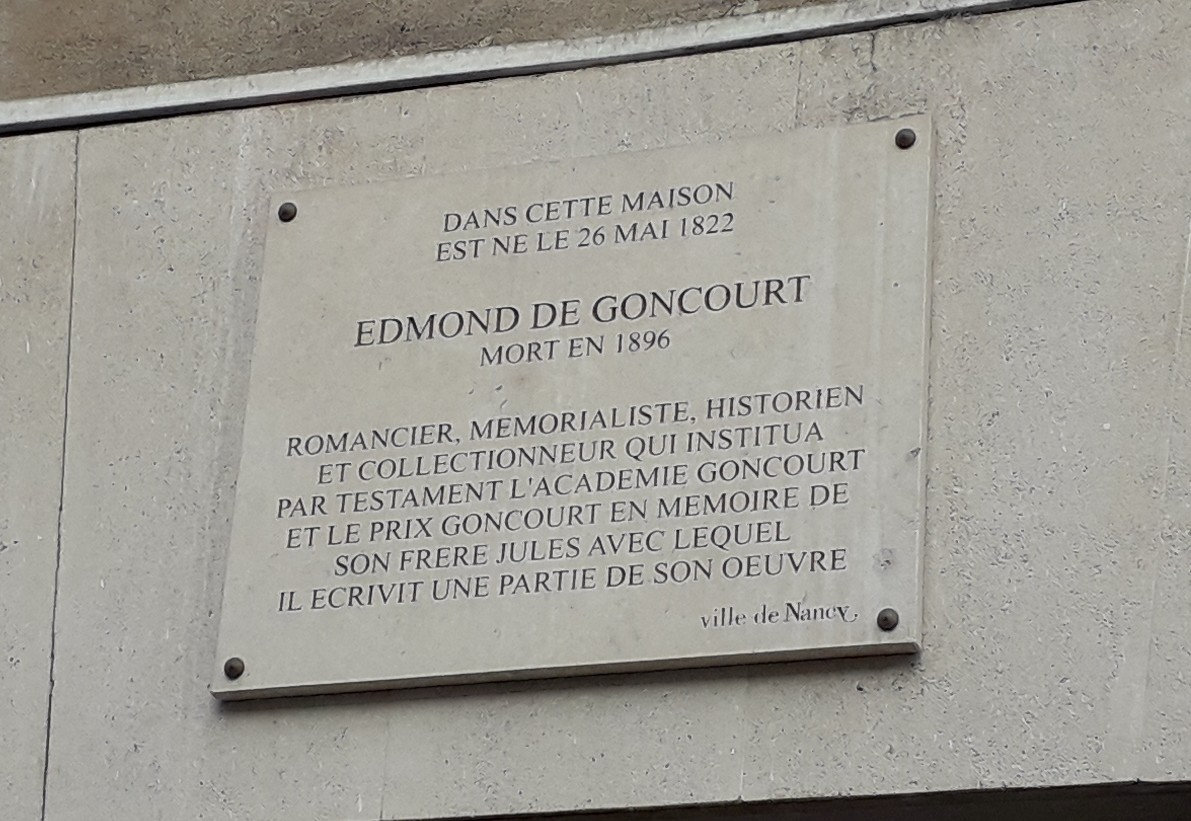 DANS CETTE MAISON
EST NE LE 26 MAI 1822
EDMOND DE GONCOURT
MORT EN 1896
ROMANCIER, MEMORIALISTE, HISTORIEN
ET COLLECTIONNEUR QUI INSTITUA
PAR TESTAMENT L'ACADEMIE GONCOURT
ET LE PRIX GONCOURT EN MEMOIRE DE
SON FRERE JULES AVEC LEQUEL
IL ECRIVIT UNE PARTIE DE SON OEUVRE
ville de Nancy